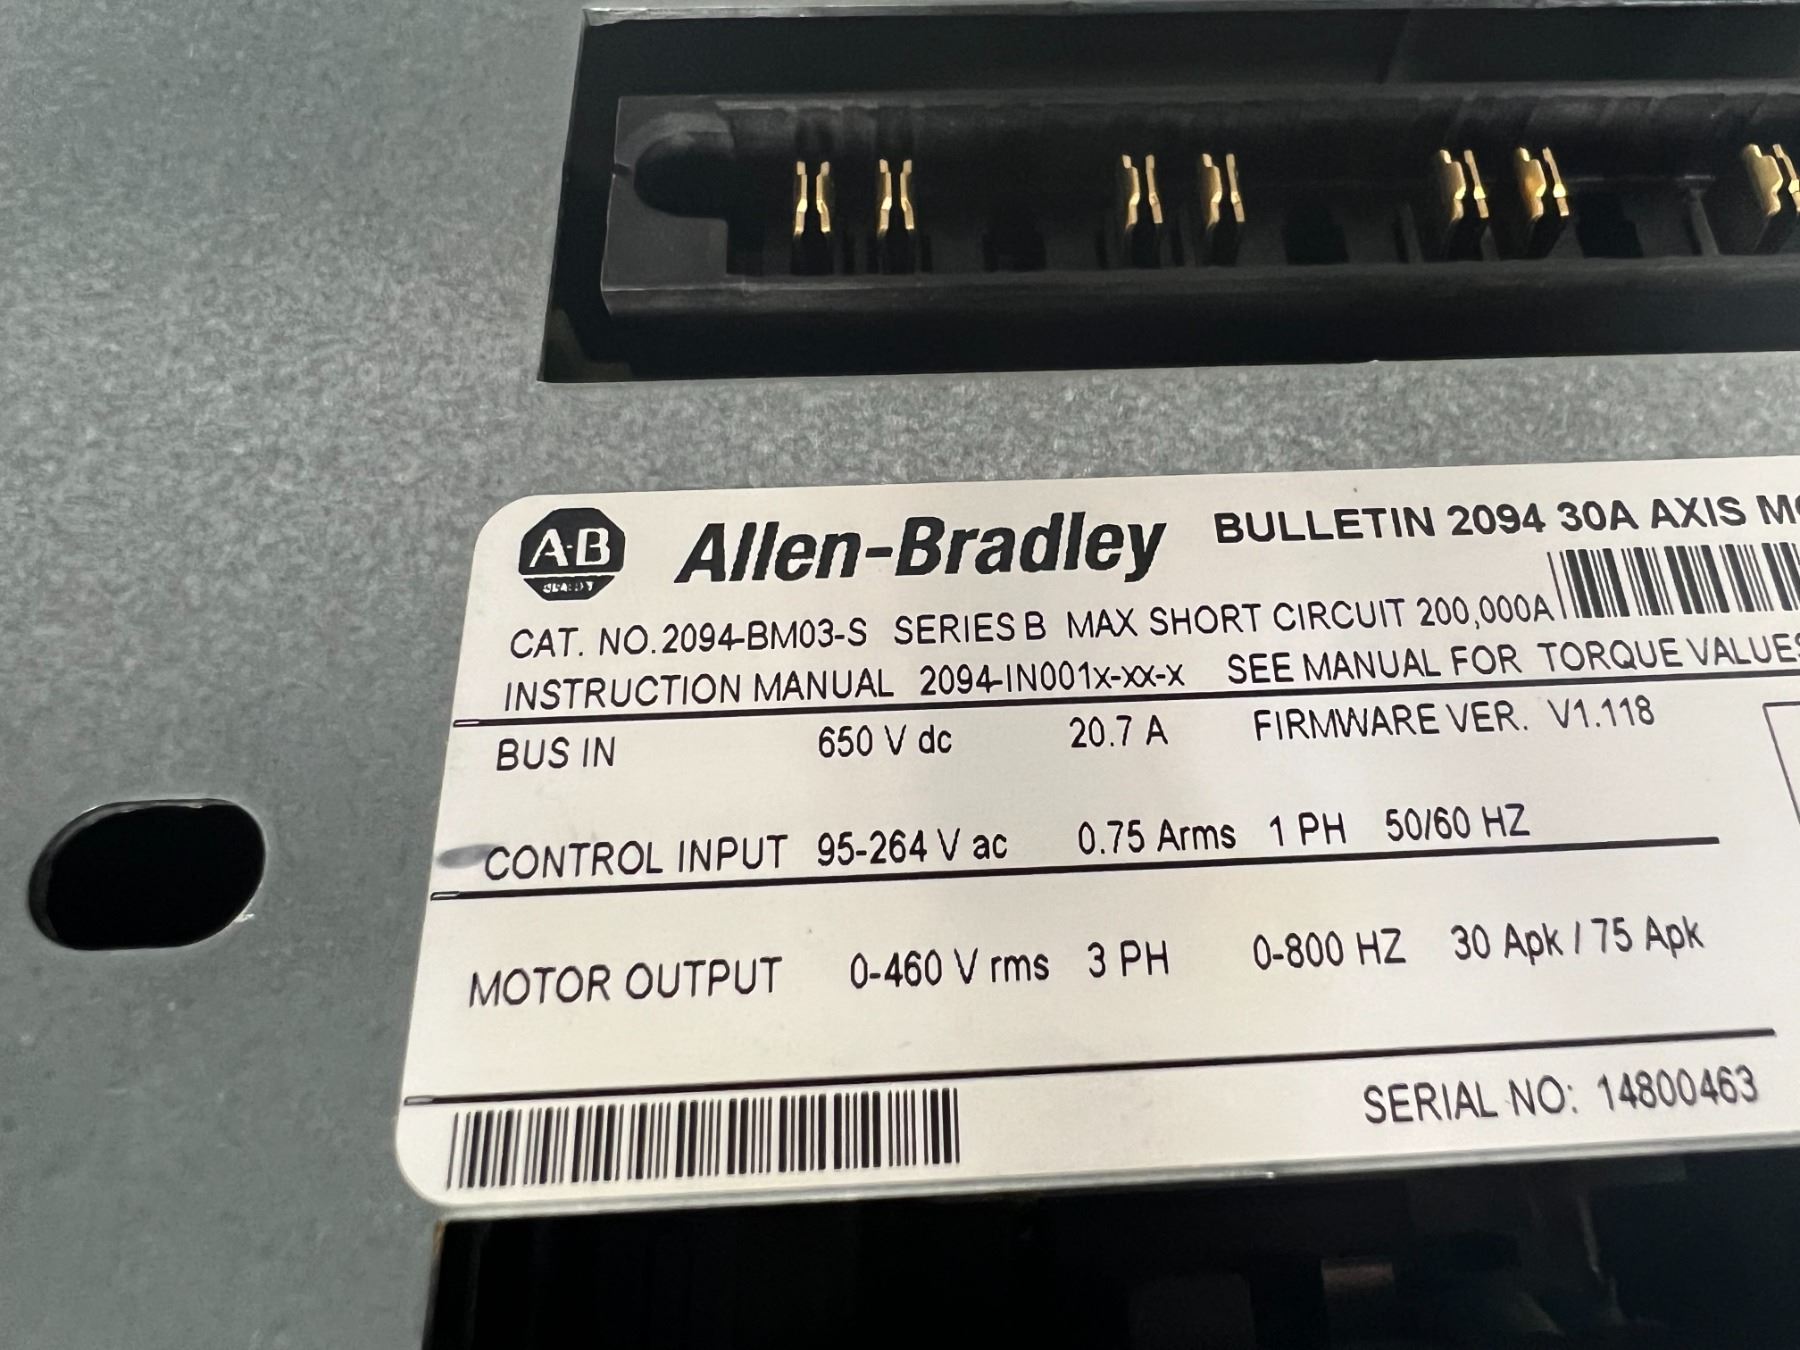 A-B
Allen-Bradley BULLETIN 2094 30A AXIS
CAT. NO. 2094-BM03-S SERIES B MAX SHORT CIRCUIT 200,000A
INSTRUCTION MANUAL 2094-IN001x-xx-x SEE MANUAL FOR TORQUE VALUES
BUS IN 650 V dc 20.7 A FIRMWARE VER. V1.118
CONTROL INPUT 95-264 V ac 0.75 Arms 1 PH 50/60 HZ
MOTOR OUTPUT 0-460 V rms 3 PH 0-800 HZ 30 Apk / 75 Apk
SERIAL NO: 14800463